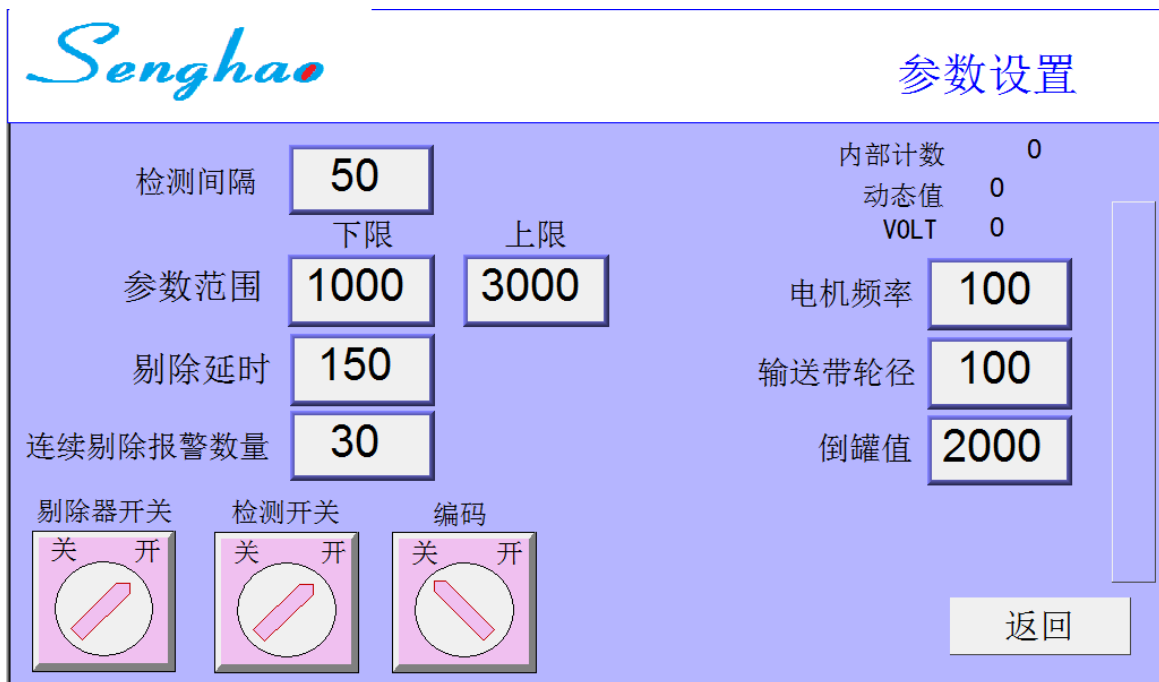 Senghao
参数设置
检测间隔 50
下限 上限
参数范围 1000 3000
剔除延时 150
连续剔除报警数量 30
内部计数 0
动态值 0
VOLT 0
电机频率 100
输送带轮径 100
倒罐值 2000
剔除器开关 检测开关 编码
关 开 关 开 关 开
返回